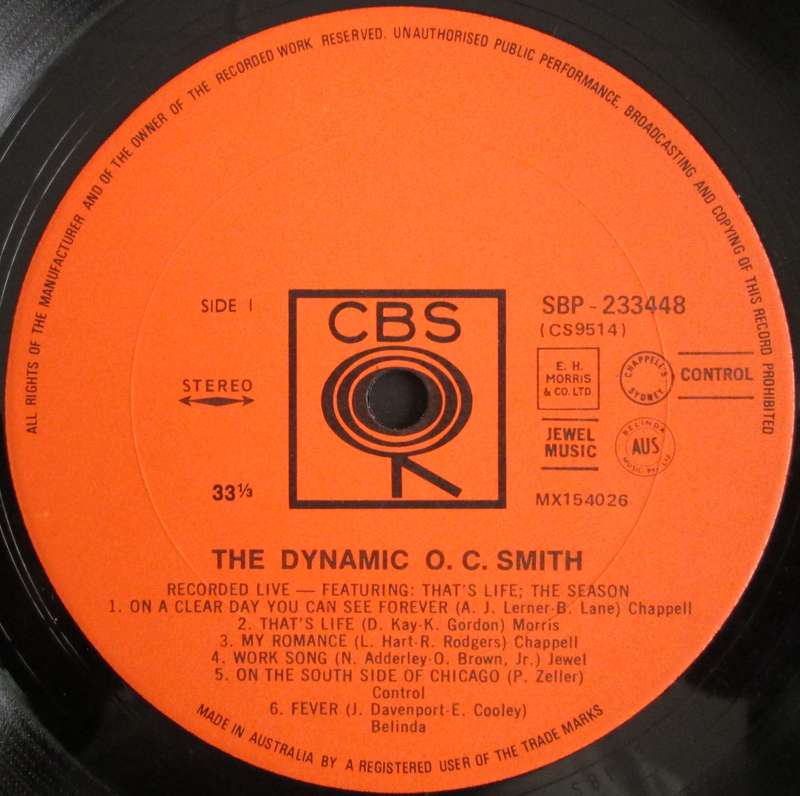 ALL RIGHTS OF THE MANUFACTURER AND OF THE OWNER OF THE RECORDED WORK RESERVED. UNAUTHORISED PUBLIC PERFORMANCE, BROADCASTING AND COPYING OF THIS RECORD PROHIBITED
SIDE 1
CBS
SBP-233448
(CS9514)
STEREO
E. H.
MORRIS
& CO. LTD.
CHAPPELL'S
SYDNEY
CONTROL
JEWEL
MUSIC
BELINDA
AUS
MUSIC PTY LTD
33⅓
MX154026
THE DYNAMIC O. C. SMITH
RECORDED LIVE — FEATURING: THAT'S LIFE; THE SEASON
1. ON A CLEAR DAY YOU CAN SEE FOREVER (A. J. Lerner-B. Lane) Chappell
2. THAT'S LIFE (D. Kay-K. Gordon) Morris
3. MY ROMANCE (L. Hart-R. Rodgers) Chappell
4. WORK SONG (N. Adderley-O. Brown, Jr.) Jewel
5. ON THE SOUTH SIDE OF CHICAGO (P. Zeller)
Control
6. FEVER (J. Davenport-E. Cooley)
Belinda
MADE IN AUSTRALIA BY A REGISTERED USER OF THE TRADE MARKS